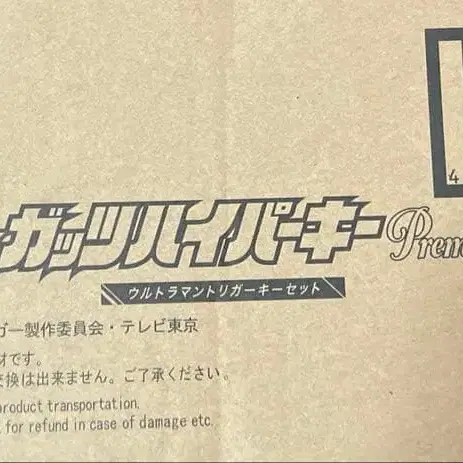 ガッツハイパーキー Prem
ウルトラマントリガーキーセット
ガー製作委員会・テレビ東京
材です。
交換は出来ません。ご了承ください。
product transportation.
for refund in case of damage etc.
4